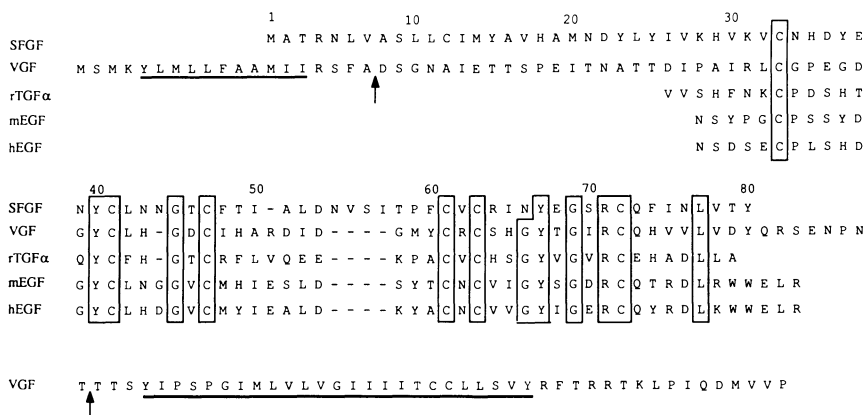 1 10 20 30
SFGF M A T R N L V A S L L C I M Y A V H A M N D Y L Y I V K H V K V C N H D Y E
VGF M S M K Y L M L L F A A M I I R S F A D S G N A I E T T S P E I T N A T T D I P A I R L C G P E G D
rTGFα V V S H F N K C P D S H T
mEGF N S Y P G C P S S Y D
hEGF N S D S E C P L S H D
40 50 60 70 80
SFGF N Y C L N N G T C F T I - A L D N V S I T P F C V C R I N Y E G S R C Q F I N L V T Y
VGF G Y C L H - G D C I H A R D I D - - - - G M Y C R C S H G Y T G I R C Q H V V L V D Y Q R S E N P N
rTGFα Q Y C F H - G T C R F L V Q E E - - - - K P A C V C H S G Y V G V R C E H A D L L A
mEGF G Y C L N G G V C M H I E S L D - - - - S Y T C N C V I G Y S G D R C Q T R D L R W W E L R
hEGF G Y C L H D G V C M Y I E A L D - - - - K Y A C N C V V G Y I G E R C Q Y R D L K W W E L R
VGF T T T S Y I P S P G I M L V L V G I I I I T C C L L S V Y R F T R R T K L P I Q D M V V P